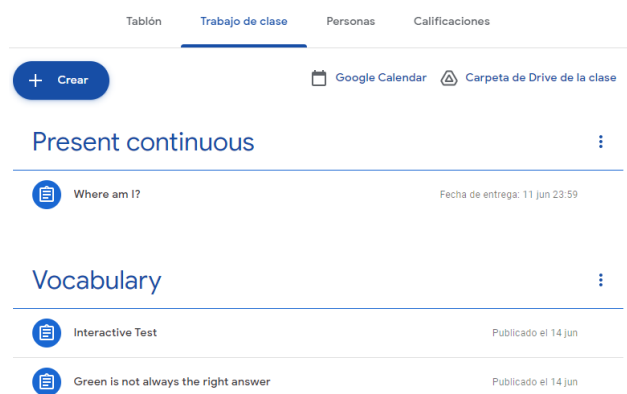 Tablón Trabajo de clase Personas Calificaciones
+ Crear Google Calendar Carpeta de Drive de la clase
Present continuous
Where am I? Fecha de entrega: 11 jun 23:59
Vocabulary
Interactive Test Publicado el 14 jun
Green is not always the right answer Publicado el 14 jun